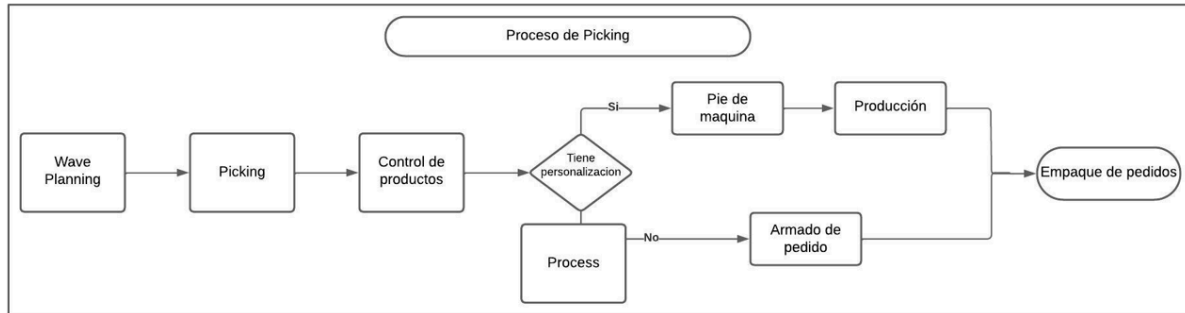 Proceso de Picking
Wave
Planning
Picking
Control de
productos
Tiene
personalizacion
Si
Pie de
maquina
Producción
Process
No
Armado de
pedido
Empaque de pedidos